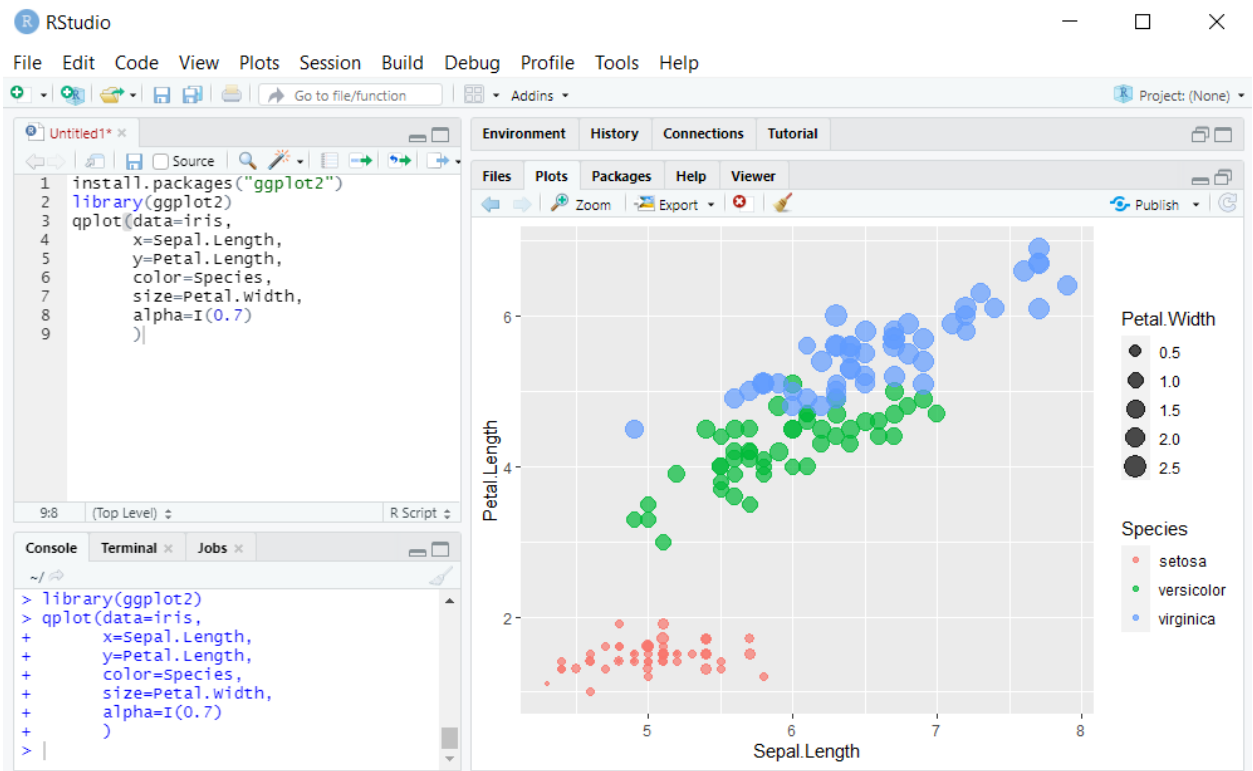 RStudio
File Edit Code View Plots Session Build Debug Profile Tools Help
Go to file/function Addins Project: (None)
Untitled1*
Source
1 install.packages("ggplot2")
2 library(ggplot2)
3 qplot(data=iris,
4 x=Sepal.Length,
5 y=Petal.Length,
6 color=Species,
7 size=Petal.Width,
8 alpha=I(0.7)
9 )
9:8 (Top Level) R Script
Console Terminal Jobs
~/
> library(ggplot2)
> qplot(data=iris,
+ x=Sepal.Length,
+ y=Petal.Length,
+ color=Species,
+ size=Petal.Width,
+ alpha=I(0.7)
+ )
>
Environment History Connections Tutorial
Files Plots Packages Help Viewer
Zoom Export Publish
Petal.Length
6
4
2
5 6 7 8
Sepal.Length
Petal.Width
0.5
1.0
1.5
2.0
2.5
Species
setosa
versicolor
virginica